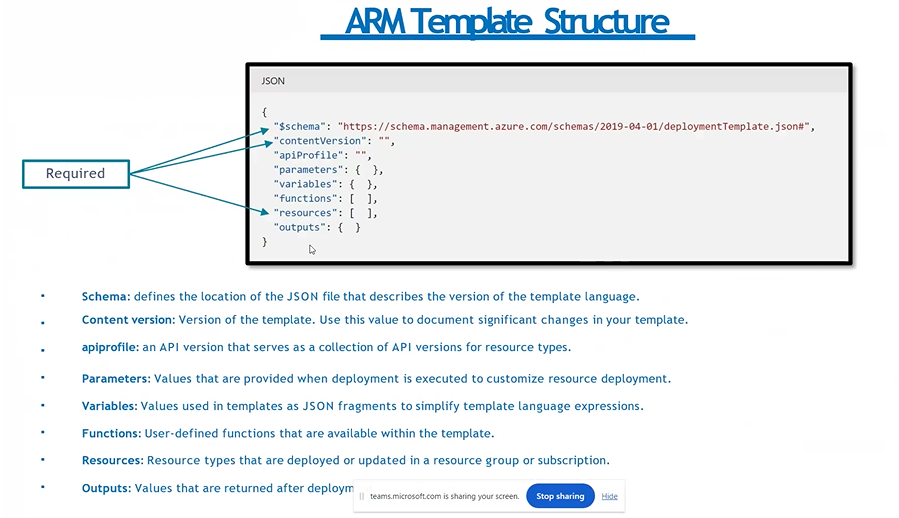 ARM Template Structure
JSON
{
"$schema": "https://schema.management.azure.com/schemas/2019-04-01/deploymentTemplate.json#",
"contentVersion": "",
"apiProfile": "",
"parameters": {  },
"variables": {  },
"functions": [  ],
"resources": [  ],
"outputs": {  }
}
Required
▪ Schema: defines the location of the JSON file that describes the version of the template language.
▪ Content version: Version of the template. Use this value to document significant changes in your template.
▪ apiprofile: an API version that serves as a collection of API versions for resource types.
▪ Parameters: Values that are provided when deployment is executed to customize resource deployment.
▪ Variables: Values used in templates as JSON fragments to simplify template language expressions.
▪ Functions: User-defined functions that are available within the template.
▪ Resources: Resource types that are deployed or updated in a resource group or subscription.
▪ Outputs: Values that are returned after deploym
teams.microsoft.com is sharing your screen. Stop sharing Hide